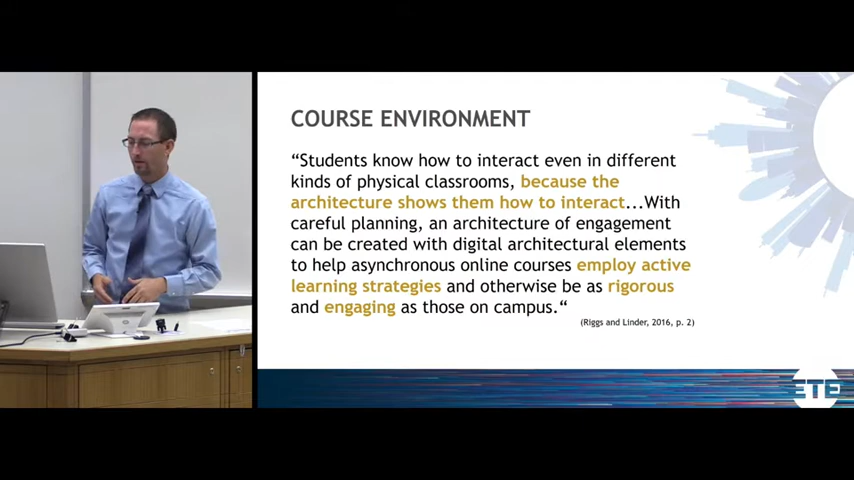 COURSE ENVIRONMENT
“Students know how to interact even in different
kinds of physical classrooms, because the
architecture shows them how to interact...With
careful planning, an architecture of engagement
can be created with digital architectural elements
to help asynchronous online courses employ active
learning strategies and otherwise be as rigorous
and engaging as those on campus.“
(Riggs and Linder, 2016, p. 2)
ETE